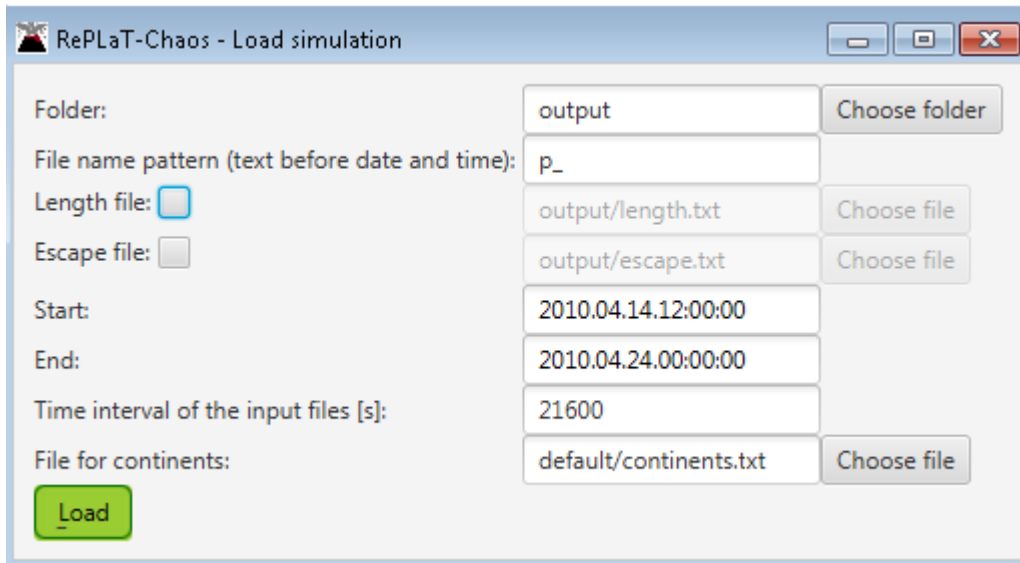 RePLaT-Chaos - Load simulation
Folder: output Choose folder
File name pattern (text before date and time): p_
Length file: output/length.txt Choose file
Escape file: output/escape.txt Choose file
Start: 2010.04.14.12:00:00
End: 2010.04.24.00:00:00
Time interval of the input files [s]: 21600
File for continents: default/continents.txt Choose file
Load